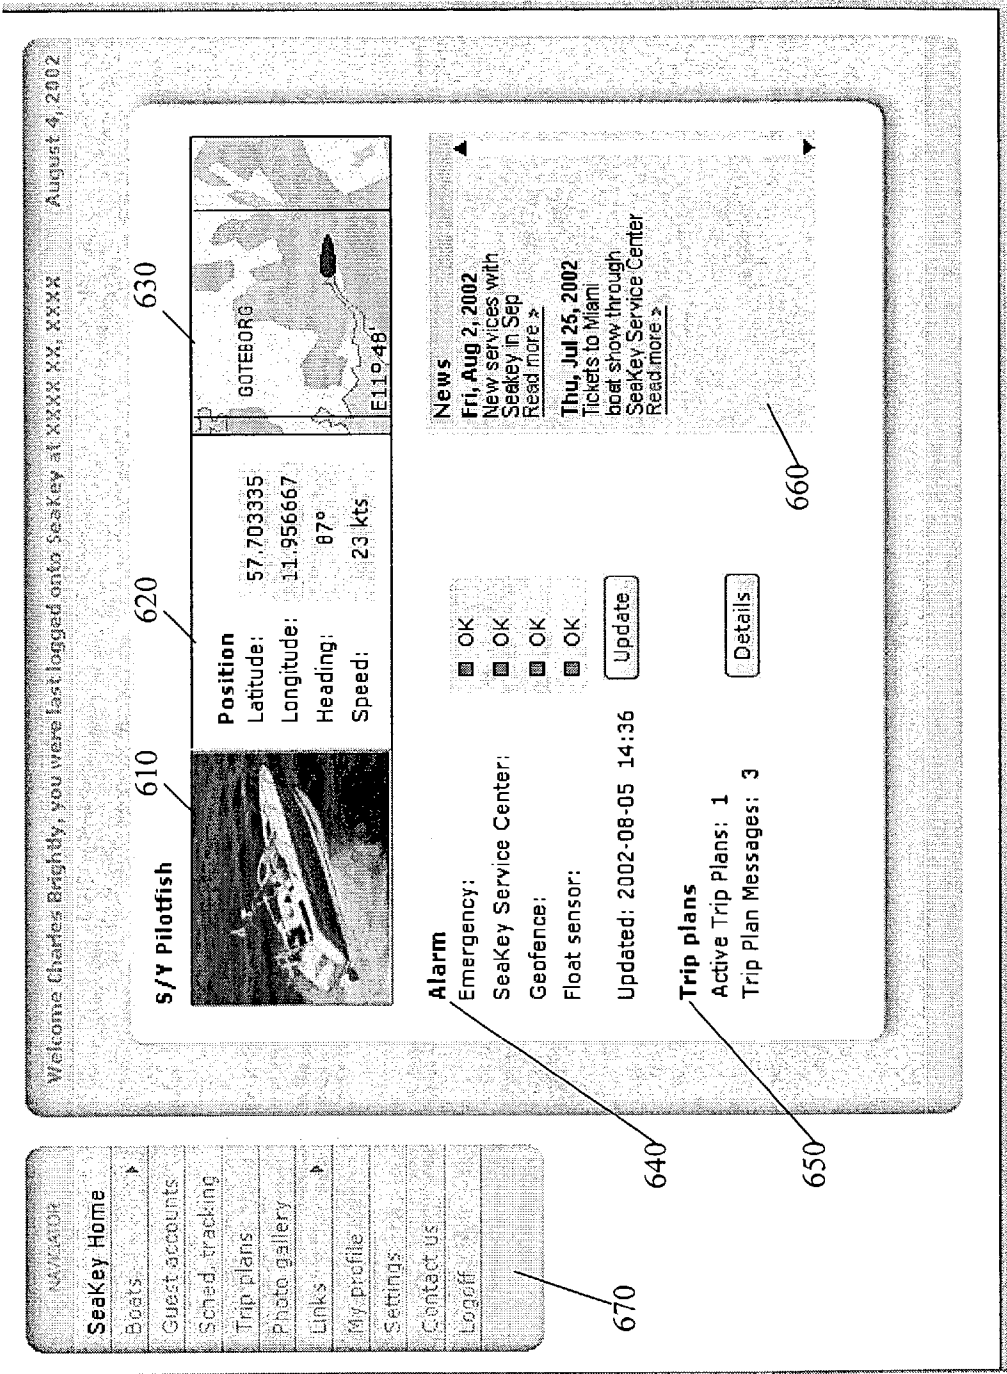 Welcome Charles Brightly, you were last logged onto SeaKey at XXXX XX, XXXX
August 4, 2002
NAVIGATOR
SeaKey Home
Boats
Guest accounts
Sched. tracking
Trip plans
Photo gallery
Links
My profile
Settings
Contact us
Logoff
670
S/Y Pilotfish
610
620
630
Position
Latitude: 57.703335
Longitude: 11.956667
Heading: 87°
Speed: 23 kts
GOTEBORG
E11°48'
Alarm
Emergency: OK
SeaKey Service Center: OK
Geofence: OK
Float sensor: OK
Updated: 2002-08-05 14:36
Update
640
Trip plans
Active Trip Plans: 1
Trip Plan Messages: 3
Details
650
News
Fri, Aug 2, 2002
New services with
Seakey in Sep
Read more >
Thu, Jul 25, 2002
Tickets to Miami
boat show through
SeaKey Service Center
Read more >
660